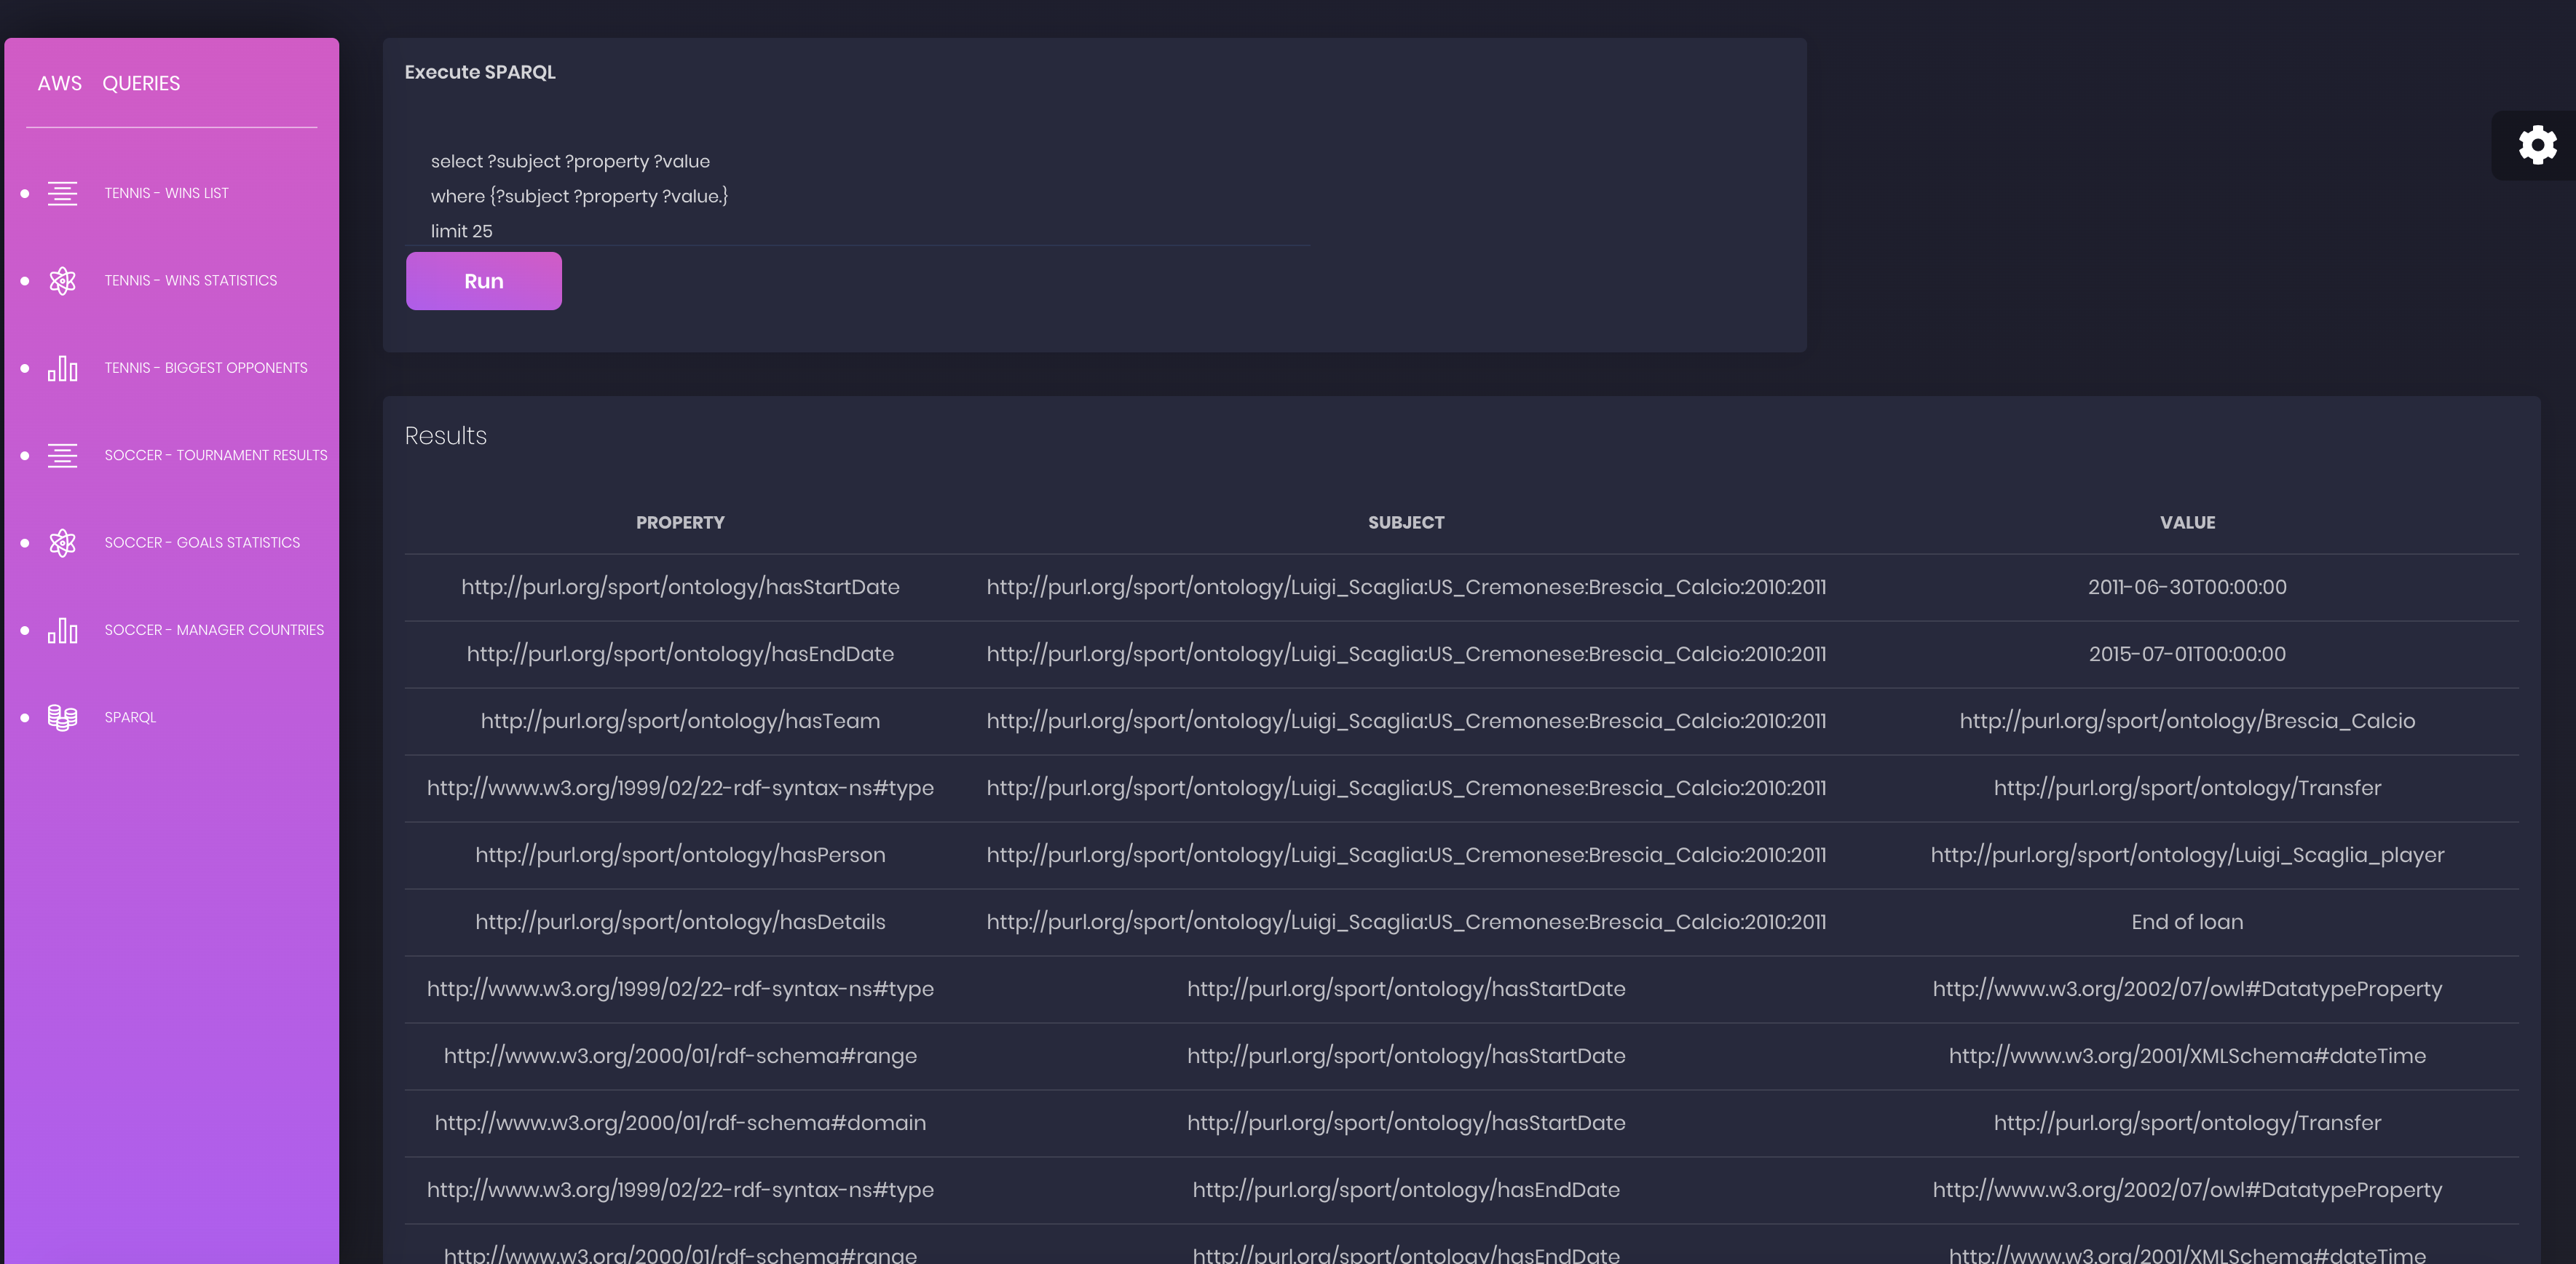 AWS QUERIES
TENNIS - WINS LIST
TENNIS - WINS STATISTICS
TENNIS - BIGGEST OPPONENTS
SOCCER - TOURNAMENT RESULTS
SOCCER - GOALS STATISTICS
SOCCER - MANAGER COUNTRIES
SPARQL
Execute SPARQL
select ?subject ?property ?value
where {?subject ?property ?value.}
limit 25
Run
Results
PROPERTY SUBJECT VALUE
http://purl.org/sport/ontology/hasStartDate http://purl.org/sport/ontology/Luigi_Scaglia:US_Cremonese:Brescia_Calcio:2010:2011 2011-06-30T00:00:00
http://purl.org/sport/ontology/hasEndDate http://purl.org/sport/ontology/Luigi_Scaglia:US_Cremonese:Brescia_Calcio:2010:2011 2015-07-01T00:00:00
http://purl.org/sport/ontology/hasTeam http://purl.org/sport/ontology/Luigi_Scaglia:US_Cremonese:Brescia_Calcio:2010:2011 http://purl.org/sport/ontology/Brescia_Calcio
http://www.w3.org/1999/02/22-rdf-syntax-ns#type http://purl.org/sport/ontology/Luigi_Scaglia:US_Cremonese:Brescia_Calcio:2010:2011 http://purl.org/sport/ontology/Transfer
http://purl.org/sport/ontology/hasPerson http://purl.org/sport/ontology/Luigi_Scaglia:US_Cremonese:Brescia_Calcio:2010:2011 http://purl.org/sport/ontology/Luigi_Scaglia_player
http://purl.org/sport/ontology/hasDetails http://purl.org/sport/ontology/Luigi_Scaglia:US_Cremonese:Brescia_Calcio:2010:2011 End of loan
http://www.w3.org/1999/02/22-rdf-syntax-ns#type http://purl.org/sport/ontology/hasStartDate http://www.w3.org/2002/07/owl#DatatypeProperty
http://www.w3.org/2000/01/rdf-schema#range http://purl.org/sport/ontology/hasStartDate http://www.w3.org/2001/XMLSchema#dateTime
http://www.w3.org/2000/01/rdf-schema#domain http://purl.org/sport/ontology/hasStartDate http://purl.org/sport/ontology/Transfer
http://www.w3.org/1999/02/22-rdf-syntax-ns#type http://purl.org/sport/ontology/hasEndDate http://www.w3.org/2002/07/owl#DatatypeProperty
http://www.w3.org/2000/01/rdf-schema#range http://purl.org/sport/ontology/hasEndDate http://www.w3.org/2001/XMLSchema#dateTime